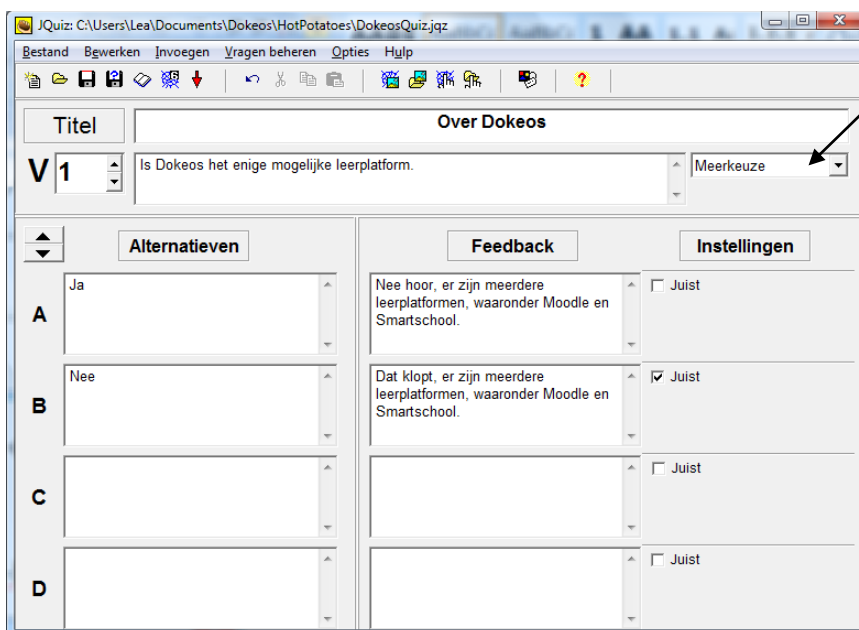 JQuiz: C:\Users\Lea\Documents\Dokeos\HotPotatoes\DokeosQuiz.jqz
Bestand Bewerken Invoegen Vragen beheren Opties Hulp
Titel
Over Dokeos
V 1
Is Dokeos het enige mogelijke leerplatform.
Meerkeuze
Alternatieven Feedback Instellingen
A
Ja
Nee hoor, er zijn meerdere
leerplatformen, waaronder Moodle en
Smartschool.
Juist
B
Nee
Dat klopt, er zijn meerdere
leerplatformen, waaronder Moodle en
Smartschool.
Juist
C
Juist
D
Juist